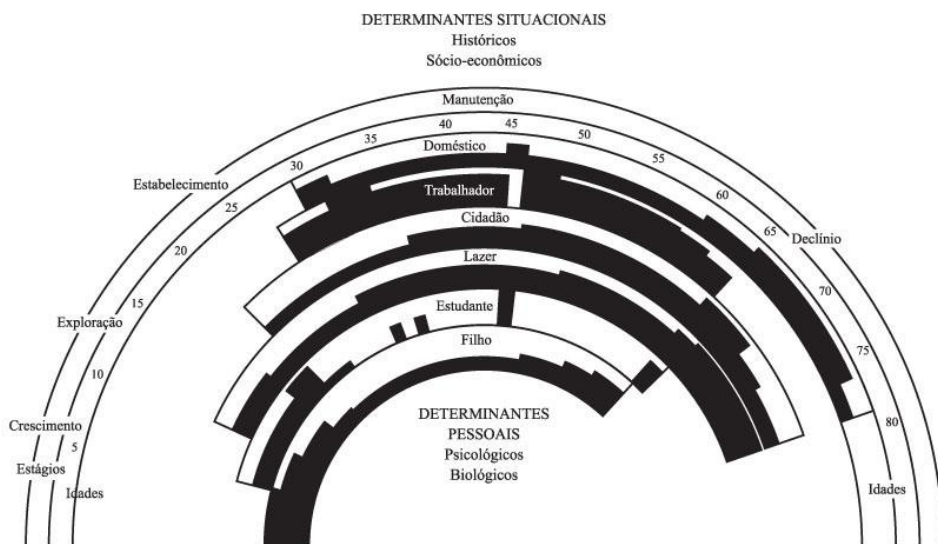 DETERMINANTES SITUACIONAIS
Históricos
Sócio-econômicos
Manutenção
40
45
35
50
Doméstico
30
55
Estabelecimento
Trabalhador
25
60
Cidadão
65
Declínio
20
Lazer
70
15
Estudante
Exploração
Filho
75
10
DETERMINANTES
PESSOAIS
Psicológicos
Biológicos
80
Crescimento
5
Estágios
Idades
Idades